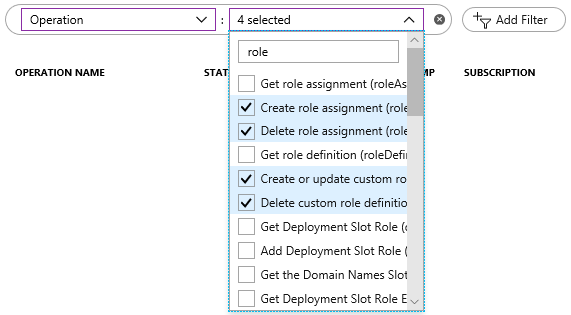 Operation : 4 selected Add Filter
role
OPERATION NAME STAT MP SUBSCRIPTION
Get role assignment (roleAs
Create role assignment (role
Delete role assignment (role
Get role definition (roleDefi
Create or update custom ro
Delete custom role definitio
Get Deployment Slot Role (d
Add Deployment Slot Role (
Get the Domain Names Slot
Get Deployment Slot Role E